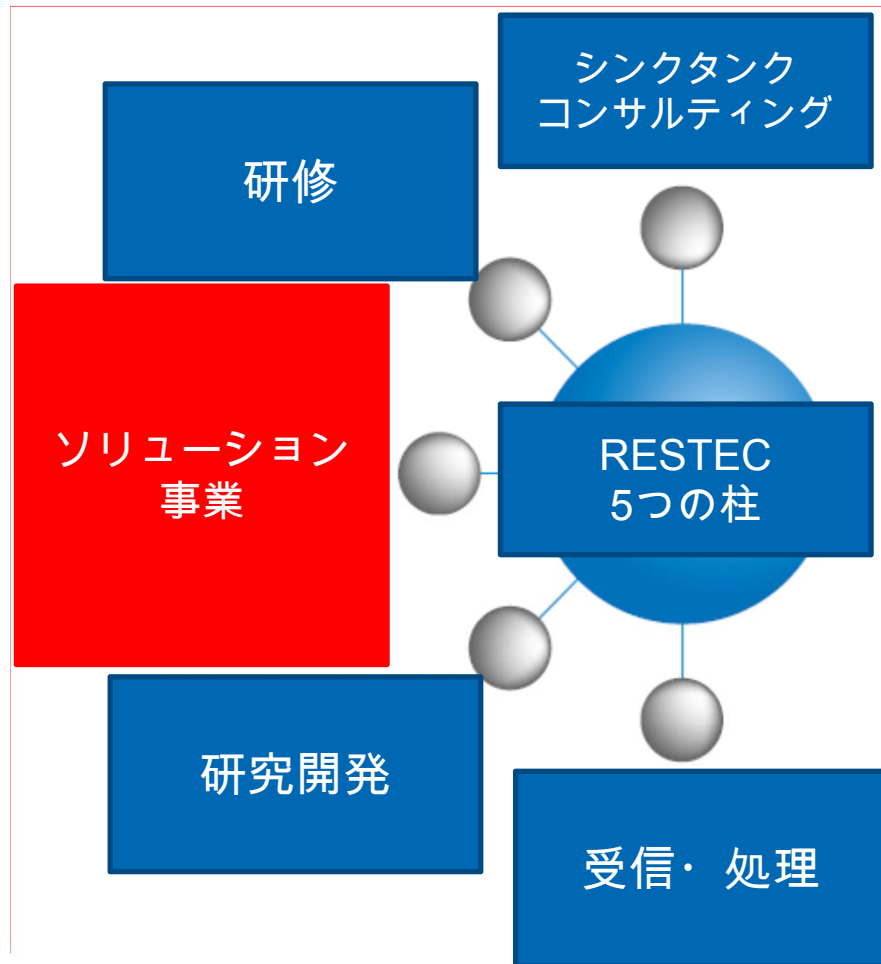 シンクタンク
コンサルティング
研修
ソリューション
事業
RESTEC
5つの柱
研究開発
受信・処理